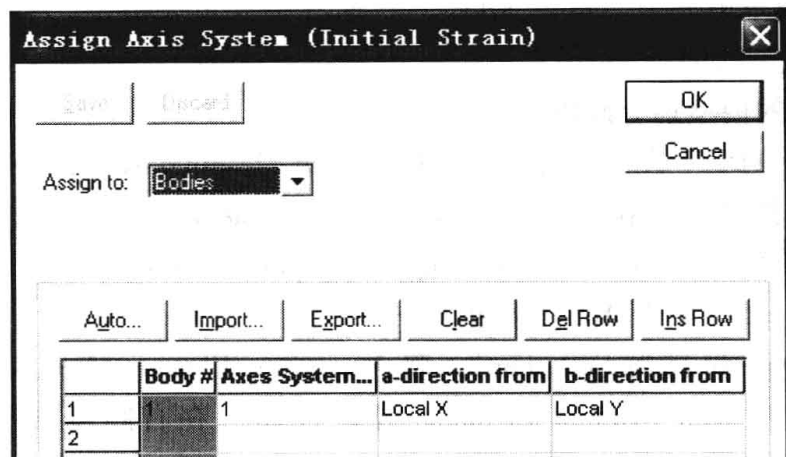 Assign Axis System (Initial Strain)
Save Discard OK
Cancel
Assign to: Bodies
Auto... Import... Export... Clear Del Row Ins Row
Body # Axes System... a-direction from b-direction from
1 1 1 Local X Local Y
2